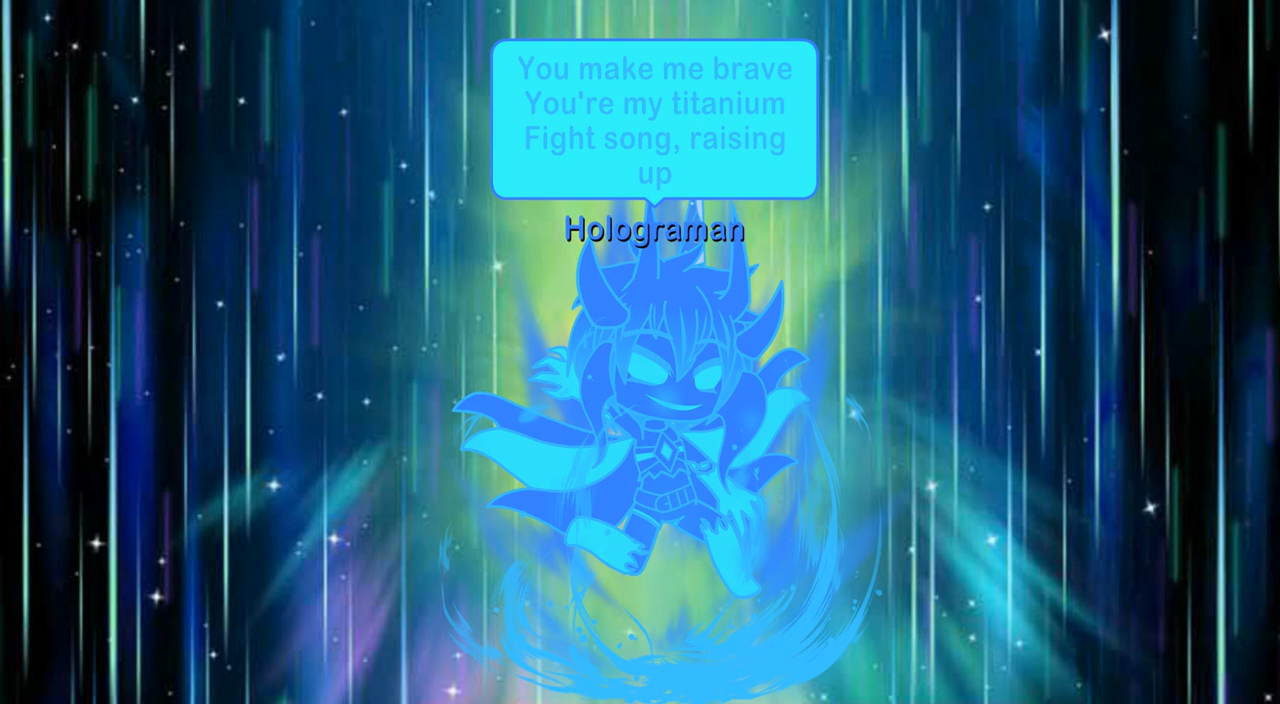 You make me brave
You're my titanium
Fight song, raising
up
Holograman